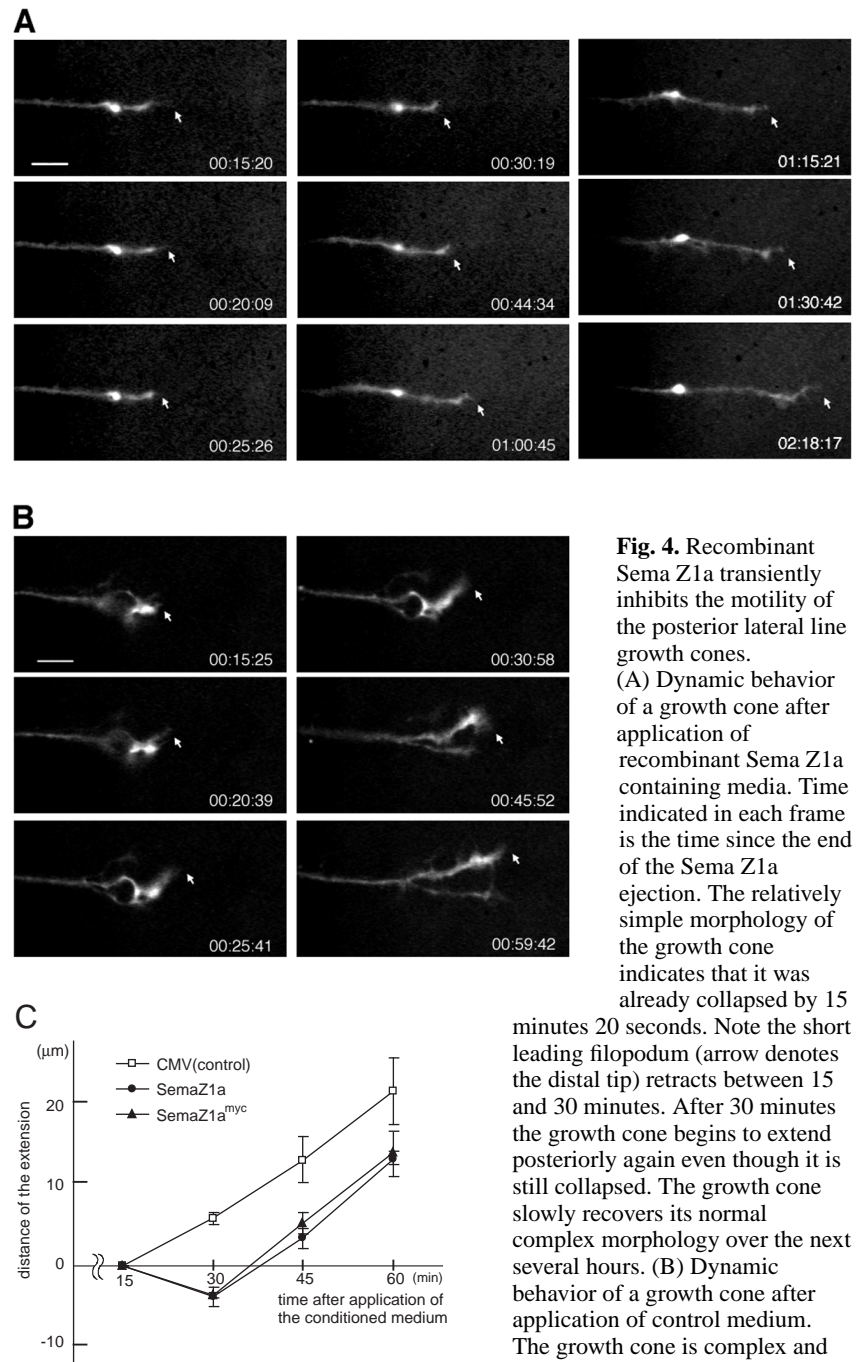 A
00:15:20
00:30:19
01:15:21
00:20:09
00:44:34
01:30:42
00:25:26
01:00:45
02:18:17
B
00:15:25
00:30:58
00:20:39
00:45:52
00:25:41
00:59:42
Fig. 4. Recombinant
Sema Z1a transiently
inhibits the motility of
the posterior lateral line
growth cones.
(A) Dynamic behavior
of a growth cone after
application of
recombinant Sema Z1a
containing media. Time
indicated in each frame
is the time since the end
of the Sema Z1a
ejection. The relatively
simple morphology of
the growth cone
indicates that it was
already collapsed by 15
minutes 20 seconds. Note the short
leading filopodum (arrow denotes
the distal tip) retracts between 15
and 30 minutes. After 30 minutes
the growth cone begins to extend
posteriorly again even though it is
still collapsed. The growth cone
slowly recovers its normal
complex morphology over the next
several hours. (B) Dynamic
behavior of a growth cone after
application of control medium.
The growth cone is complex and
C
(μm)
CMV(control)
SemaZ1a
SemaZ1a^myc
20
10
0
-10
distance of the extension
15 30 45 60 (min)
time after application of
the conditioned medium